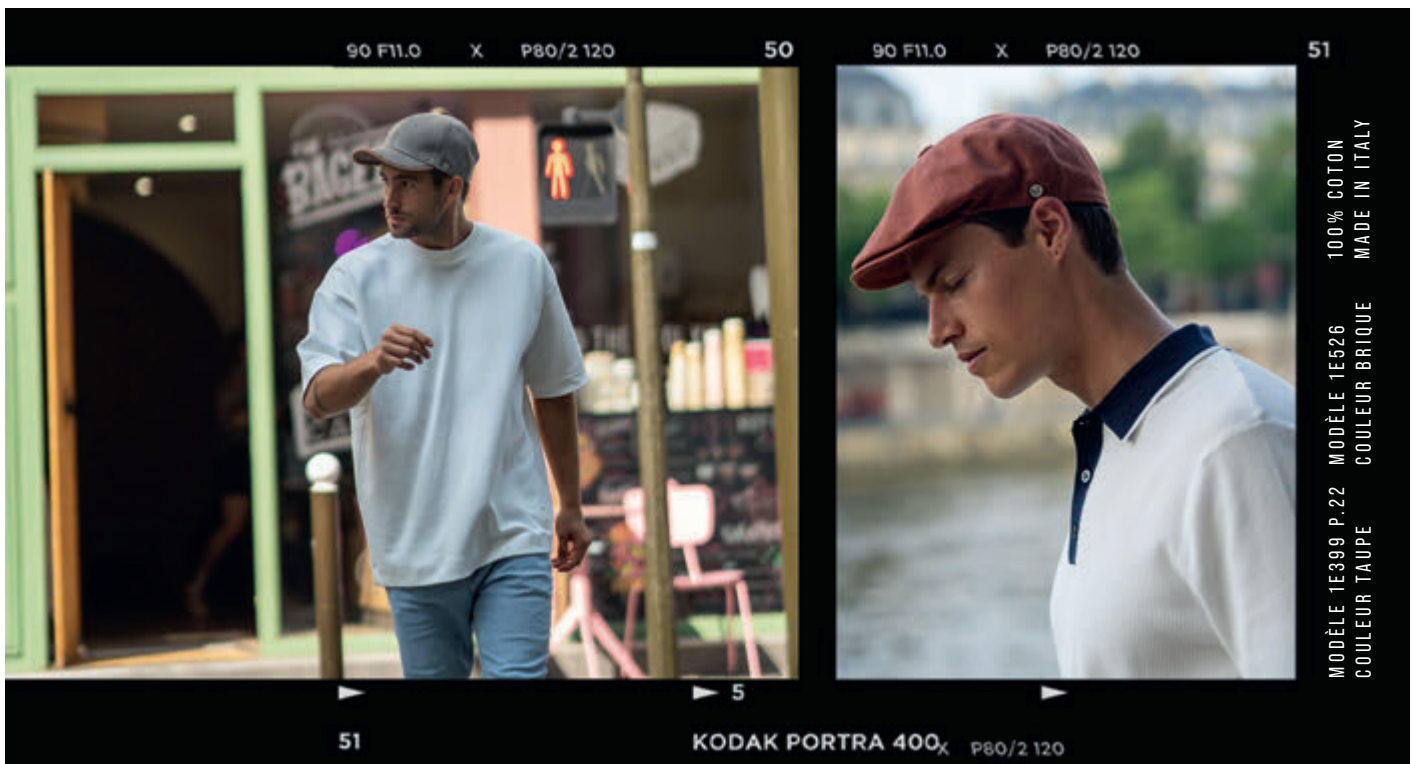 90 F11.0 X P80/2 120 50
90 F11.0 X P80/2 120 51
100% COTON
MADE IN ITALY
MODÈLE 1E526
COULEUR BRIQUE
MODÈLE 1E399 P.22
COULEUR TAUPE
5
51
KODAK PORTRA 400 X P80/2 120